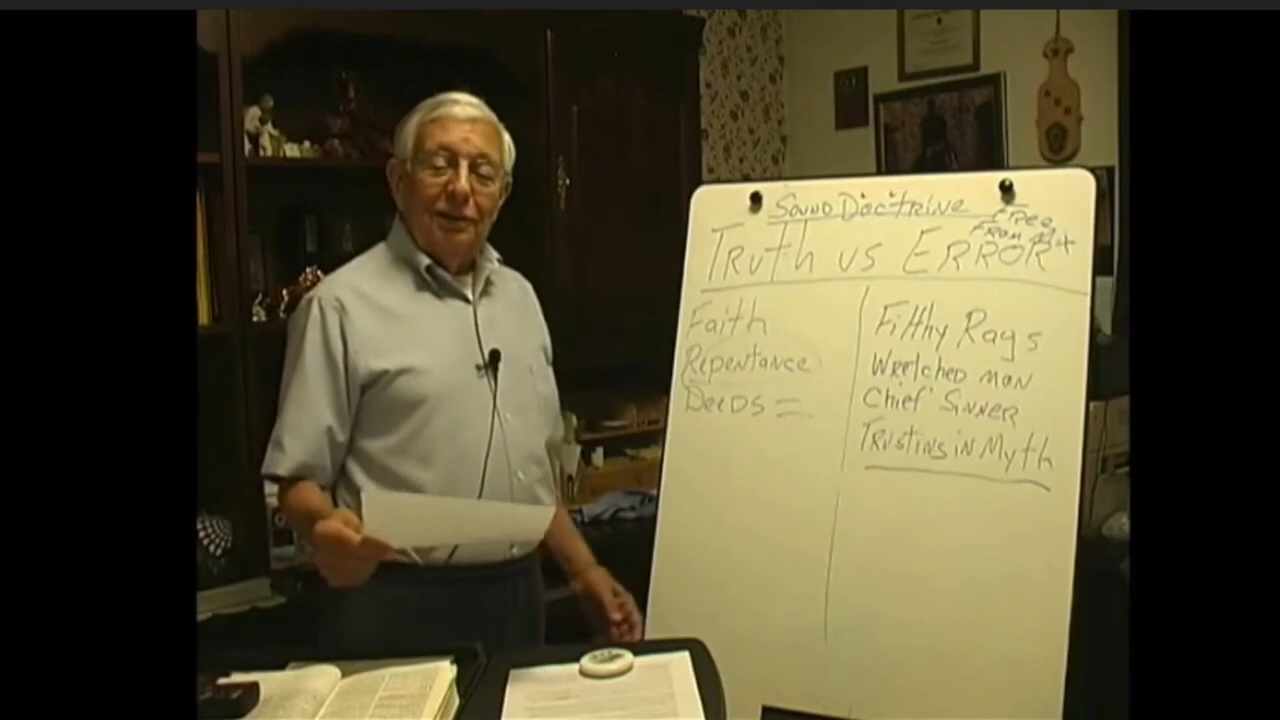 Sound Doctrine
Free
From
Truth vs ERROR
Faith
Repentance
Deeds =
Filthy Rags
Wretched man
Chief Sinner
Trusting in Myth